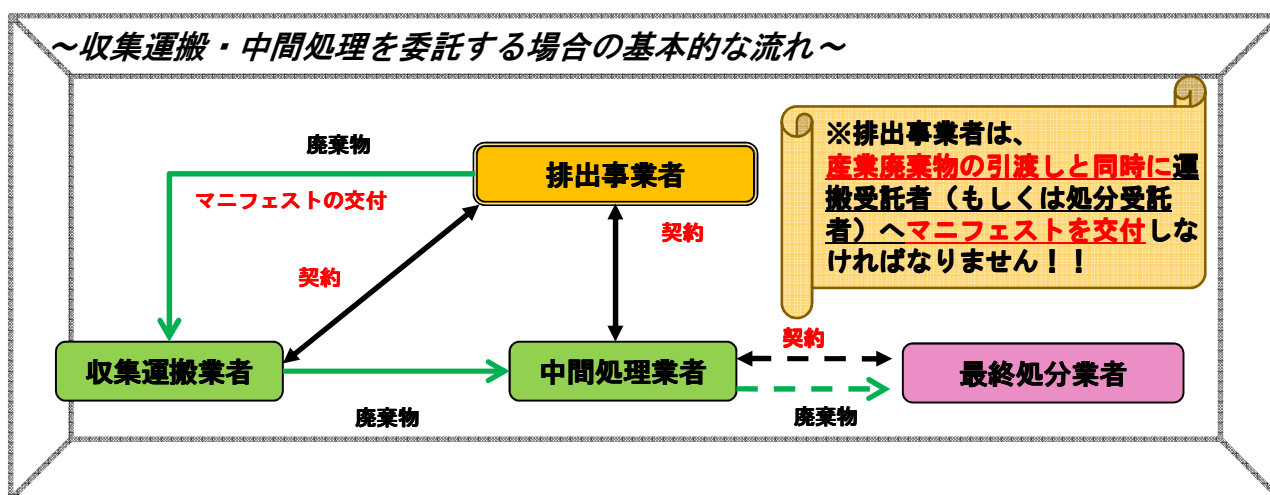 ～収集運搬・中間処理を委託する場合の基本的な流れ～
廃棄物
マニフェストの交付
排出事業者
契約
契約
※排出事業者は、
産業廃棄物の引渡しと同時に運
搬受託者（もしくは処分受託
者）へマニフェストを交付しな
ければなりません！！
収集運搬業者
廃棄物
中間処理業者
契約
廃棄物
最終処分業者